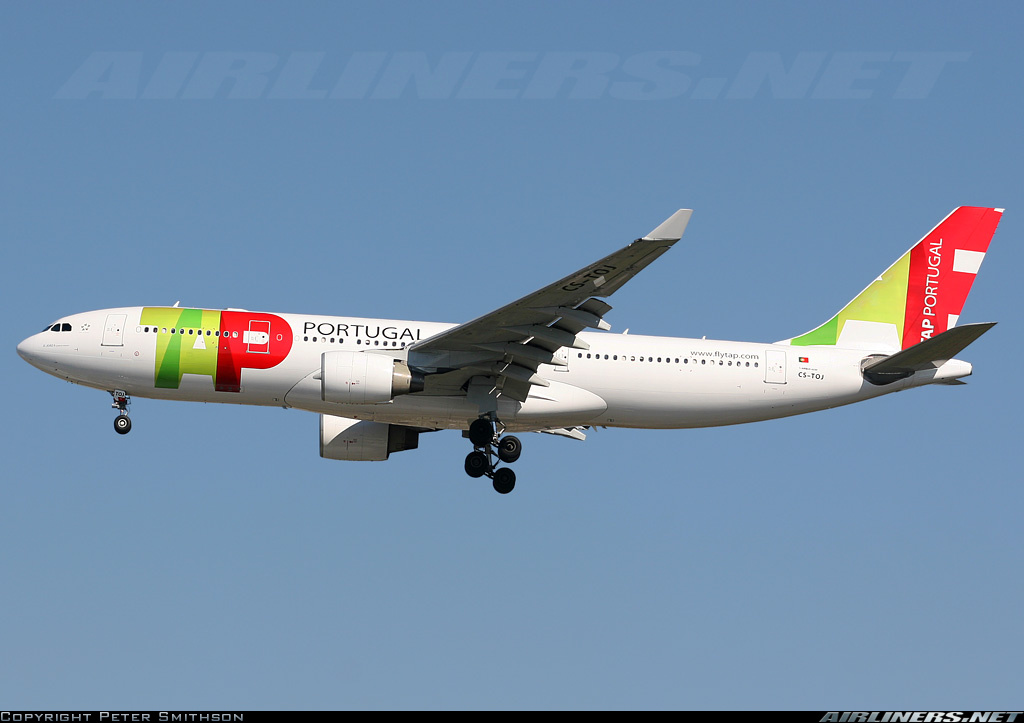 AIRLINERS.NET
TAP
PORTUGAL
CS-TOJ
www.flytap.com
CS-TOJ
TAP PORTUGAL
Copyright Peter Smithson
AIRLINERS.NET